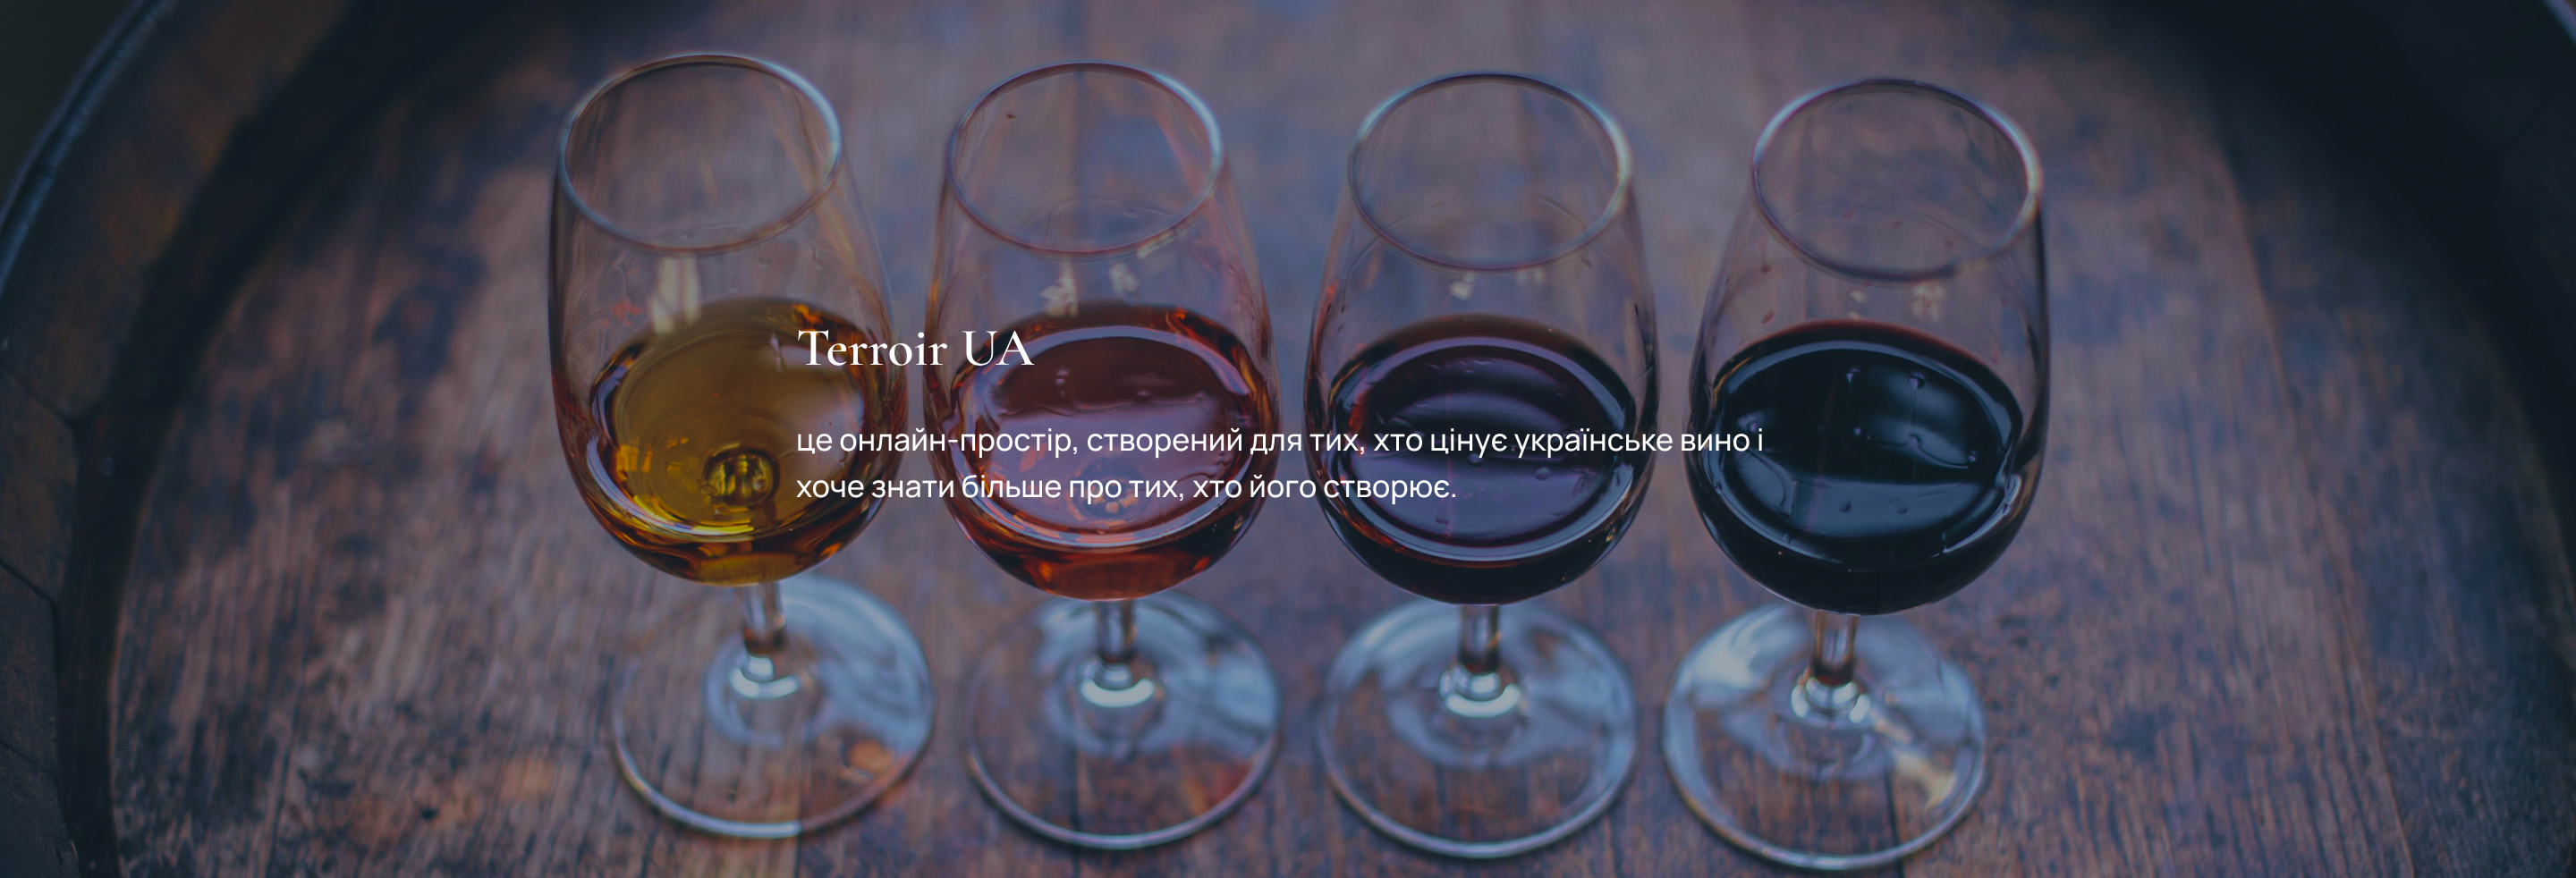 Terroir UA
це онлайн-простір, створений для тих, хто цінує українське вино і
хоче знати більше про тих, хто його створює.